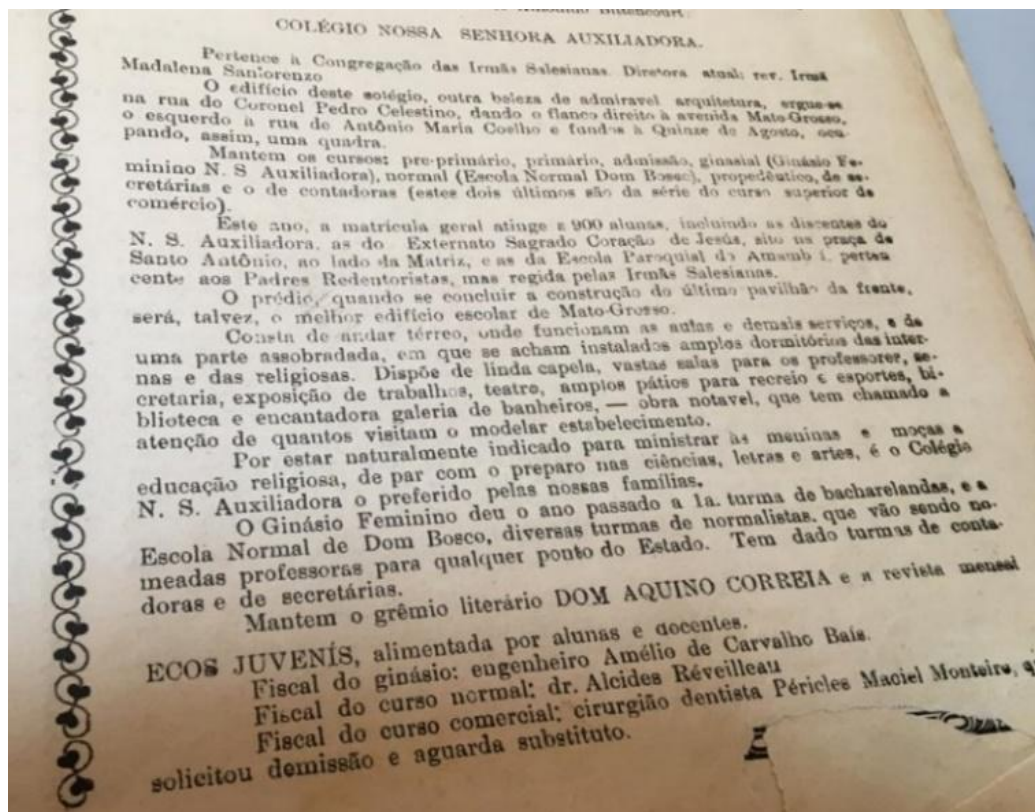 Bittencourt.
COLÉGIO NOSSA SENHORA AUXILIADORA.
Pertence à Congregação das Irmãs Salesianas. Diretora atual: rev. Irmã
Madalena Santorenzo
O edifício deste colégio, outra beleza de admiravel arquitetura, ergue-se
na rua do Coronel Pedro Celestino, dando o flanco direito à avenida Mato-Grosso,
o esquerdo à rua de Antônio Maria Coelho e fundos à Quinze de Agosto, ocu-
pando, assim, uma quadra.
Mantem os cursos: pre-primário, primário, admissão, ginasial (Ginásio Fe-
minino N. S Auxiliadora), normal (Escola Normal Dom Bosco), propedêutico, de se-
cretárias e o de contadoras (estes dois últimos são da série do curso superior de
comércio).
Este ano, a matrícula geral atinge a 900 alunas, incluindo as discentes do
N. S. Auxiliadora, as do Externato Sagrado Coração de Jesús, sito na praça de
Santo Antônio, ao lado da Matriz, e as da Escola Paroquial do Amamb i, perten
cente aos Padres Redentoristas, mas regida pelas Irmãs Salesianas.
O prédio, quando se concluir a construção do último pavilhão da frente,
será, talvez, o melhor edifício escolar de Mato-Grosso.
Consta de andar térreo, onde funcionam as aulas e demais serviços, e de
uma parte assobradada, em que se acham instalados amplos dormitórios das inter-
nas e das religiosas. Dispõe de linda capela, vastas salas para os professores, se-
cretaria, exposição de trabalhos, teatro, amplos pátios para recreio e esportes, bi-
blioteca e encantadora galeria de banheiros, — obra notavel, que tem chamado a
atenção de quantos visitam o modelar estabelecimento.
Por estar naturalmente indicado para ministrar às meninas e moças a
educação religiosa, de par com o preparo nas ciências, letras e artes, é o Colégio
N. S. Auxiliadora o preferido pelas nossas famílias.
O Ginásio Feminino deu o ano passado a 1a. turma de bacharelandas, e a
Escola Normal de Dom Bosco, diversas turmas de normalistas, que vão sendo no-
meadas professoras para qualquer ponto do Estado. Tem dado turmas de conta-
doras e de secretárias.
Mantem o grêmio literário DOM AQUINO CORREIA e a revista mensal
ECOS JUVENÍS, alimentada por alunas e docentes.
Fiscal do ginásio: engenheiro Amélio de Carvalho Baís.
Fiscal do curso normal: dr. Alcides Réveilleau
Fiscal do curso comercial: cirurgião dentista Péricles Maciel Monteiro,
solicitou demissão e aguarda substituto.